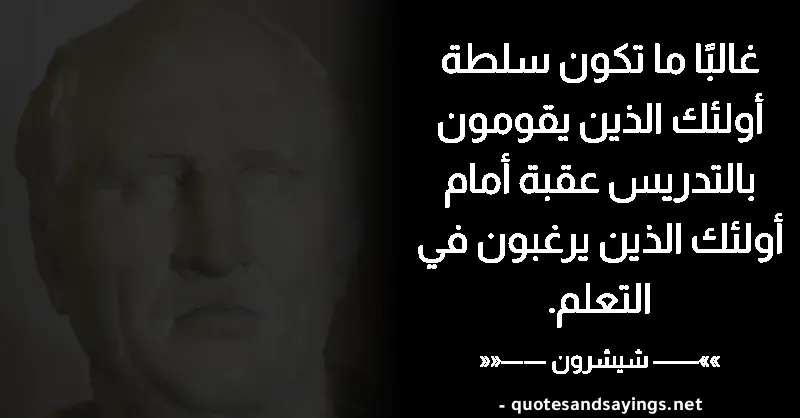 غالبًا ما تكون سلطة
أولئك الذين يقومون
بالتدريس عقبة أمام
أولئك الذين يرغبون في
التعلم.
»»—— شيشرون ——««
- quotesandsayings.net